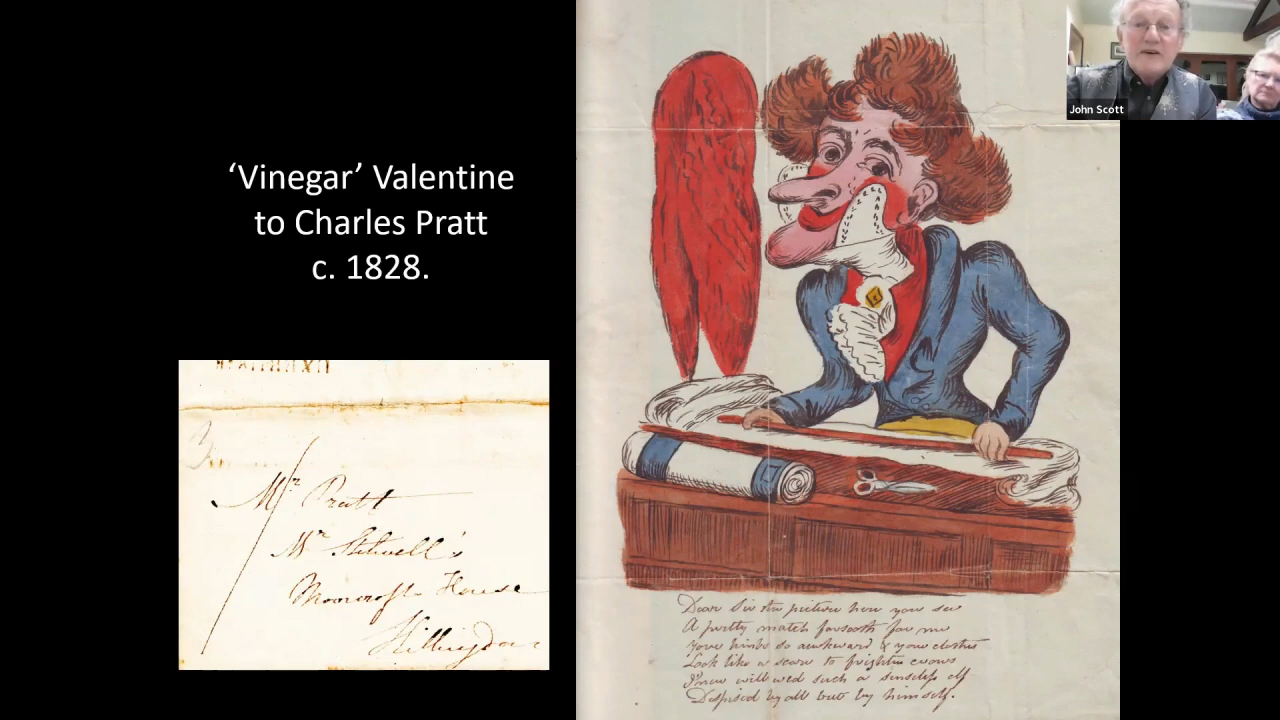 ‘Vinegar’ Valentine
to Charles Pratt
c. 1828.
Mr Pratt
Mr Stilwell's
Moorcroft House
Hillingdon
Dear Sir the picture here you see
A pretty match forsooth for me
Your limbs so awkward & your clothes
Look like a scare to frighten crows
I now will wed such a senseless elf
Despised by all but by himself.
John Scott